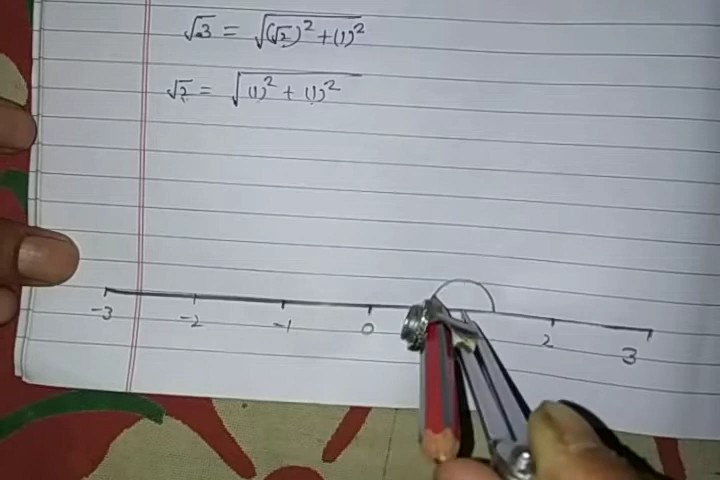 √3 = √(√2)² + (1)²
√2 = √(1)² + (1)²
-3 -2 -1 0 2 3